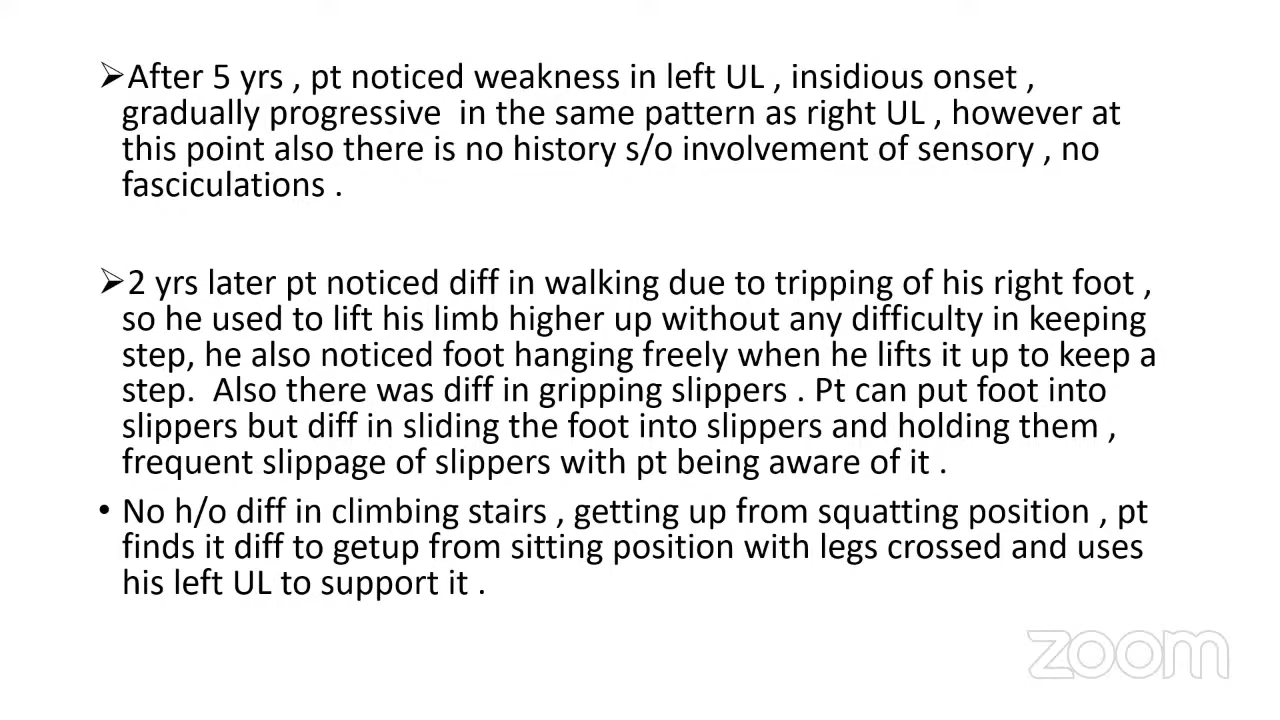 ➢After 5 yrs , pt noticed weakness in left UL , insidious onset ,
gradually progressive  in the same pattern as right UL , however at
this point also there is no history s/o involvement of sensory , no
fasciculations .
➢2 yrs later pt noticed diff in walking due to tripping of his right foot ,
so he used to lift his limb higher up without any difficulty in keeping
step, he also noticed foot hanging freely when he lifts it up to keep a
step.  Also there was diff in gripping slippers . Pt can put foot into
slippers but diff in sliding the foot into slippers and holding them ,
frequent slippage of slippers with pt being aware of it .
• No h/o diff in climbing stairs , getting up from squatting position , pt
finds it diff to getup from sitting position with legs crossed and uses
his left UL to support it .
zoom